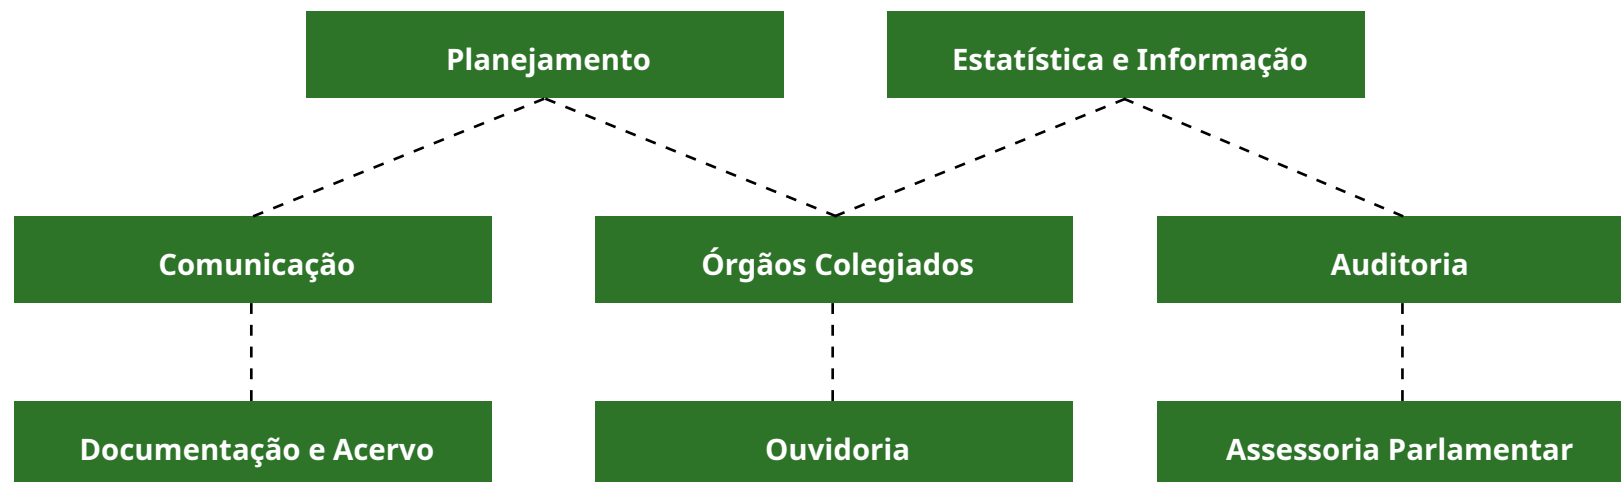 Planejamento
Estatística e Informação
Comunicação
Órgãos Colegiados
Auditoria
Documentação e Acervo
Ouvidoria
Assessoria Parlamentar